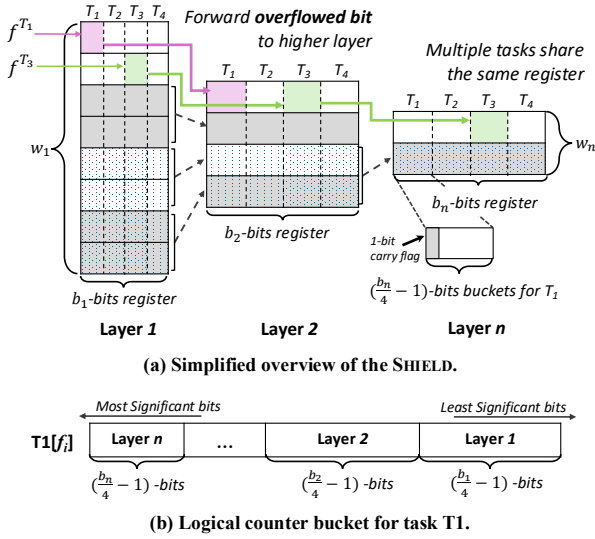 Forward overflowed bit
to higher layer
Multiple tasks share
the same register
T₁ T₂ T₃ T₄
f^T₁
f^T₃
w₁
T₁ T₂ T₃ T₄
T₁ T₂ T₃ T₄
wₙ
b₁-bits register
b₂-bits register
bₙ-bits register
1-bit
carry flag
(bₙ/4 − 1)-bits buckets for T₁
Layer 1
Layer 2
Layer n
(a) Simplified overview of the SHIELD.
Most Significant bits
Least Significant bits
T1[fᵢ]
Layer n
...
Layer 2
Layer 1
(bₙ/4 − 1) -bits
(b₂/4 − 1) -bits
(b₁/4 − 1) -bits
(b) Logical counter bucket for task T1.